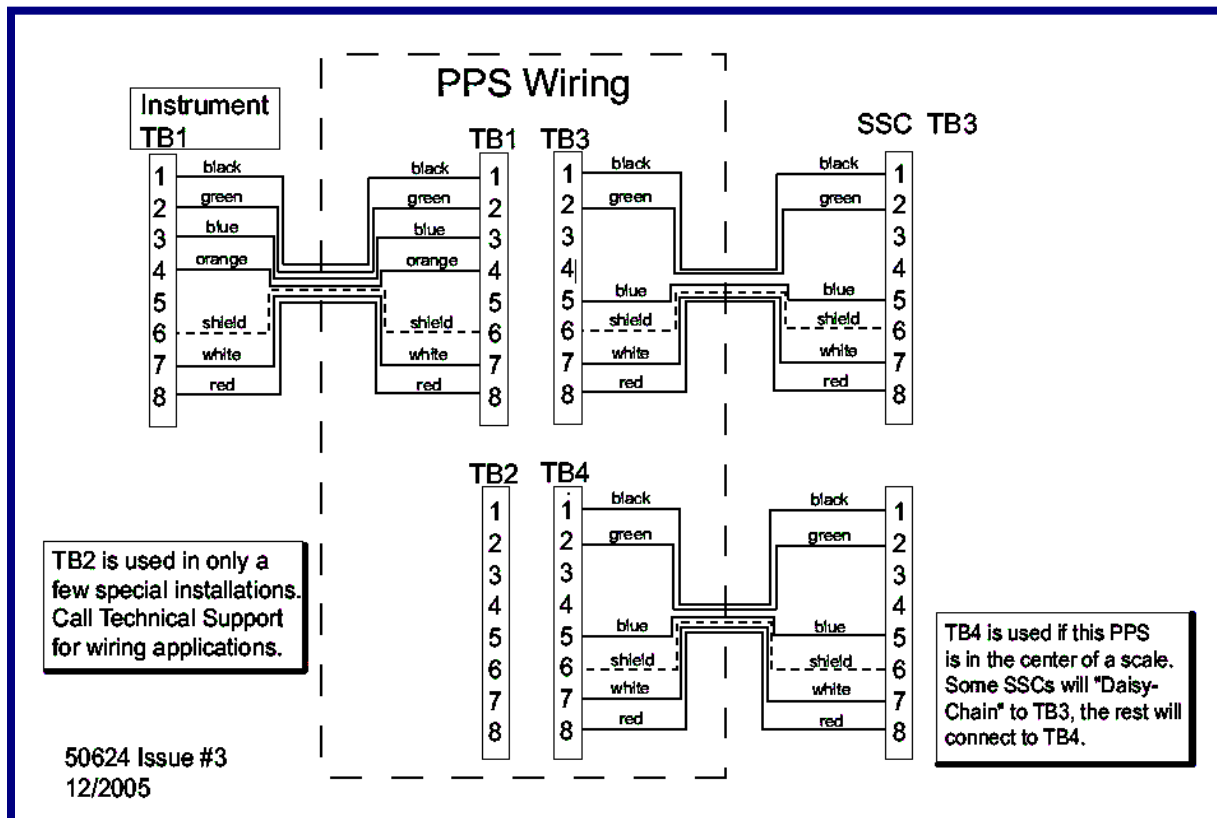 PPS Wiring
Instrument
TB1
1 black
2 green
3 blue
4 orange
5
6 shield
7 white
8 red
TB1
black 1
green 2
blue 3
orange 4
5
shield 6
white 7
red 8
TB3
1 black
2 green
3
4
5 blue
6 shield
7 white
8 red
SSC TB3
black 1
green 2
3
4
blue 5
shield 6
white 7
red 8
TB2
1
2
3
4
5
6
7
8
TB4
1 black
2 green
3
4
5 blue
6 shield
7 white
8 red
black 1
green 2
3
4
blue 5
shield 6
white 7
red 8
TB2 is used in only a
few special installations.
Call Technical Support
for wiring applications.
TB4 is used if this PPS
is in the center of a scale.
Some SSCs will "Daisy-
Chain" to TB3, the rest will
connect to TB4.
50624 Issue #3
12/2005